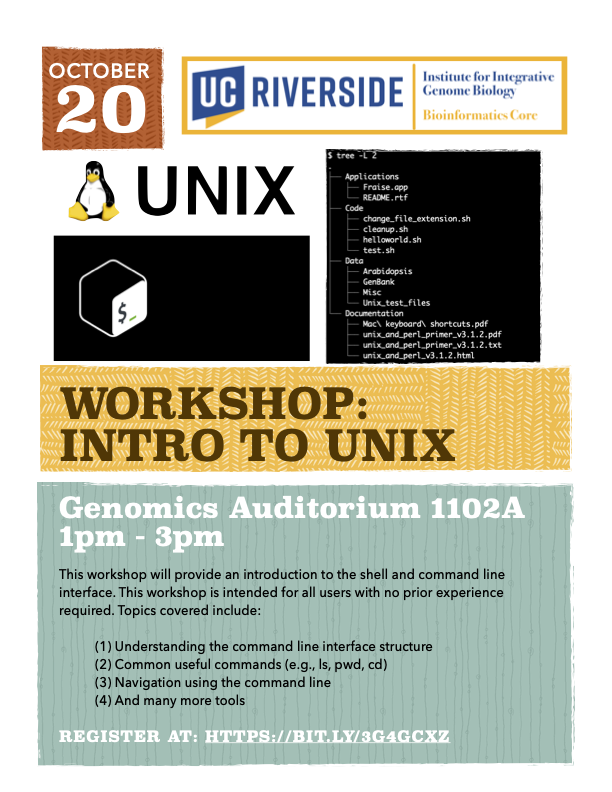 OCTOBER
20
UC RIVERSIDE
Institute for Integrative
Genome Biology
Bioinformatics Core
UNIX
$_
$ tree -L 2
.
├── Applications
│   ├── Fraise.app
│   └── README.rtf
├── Code
│   ├── change_file_extension.sh
│   ├── cleanup.sh
│   ├── helloworld.sh
│   └── test.sh
├── Data
│   ├── Arabidopsis
│   ├── GenBank
│   ├── Misc
│   └── Unix_test_files
├── Documentation
│   ├── Mac\ keyboard\ shortcuts.pdf
│   ├── unix_and_perl_primer_v3.1.2.pdf
│   ├── unix_and_perl_primer_v3.1.2.txt
│   ├── unix_and_perl_v3.1.2.html
WORKSHOP:
INTRO TO UNIX
Genomics Auditorium 1102A
1pm - 3pm
This workshop will provide an introduction to the shell and command line
interface. This workshop is intended for all users with no prior experience
required. Topics covered include:
(1) Understanding the command line interface structure
(2) Common useful commands (e.g., ls, pwd, cd)
(3) Navigation using the command line
(4) And many more tools
REGISTER AT: HTTPS://BIT.LY/3G4GCXZ